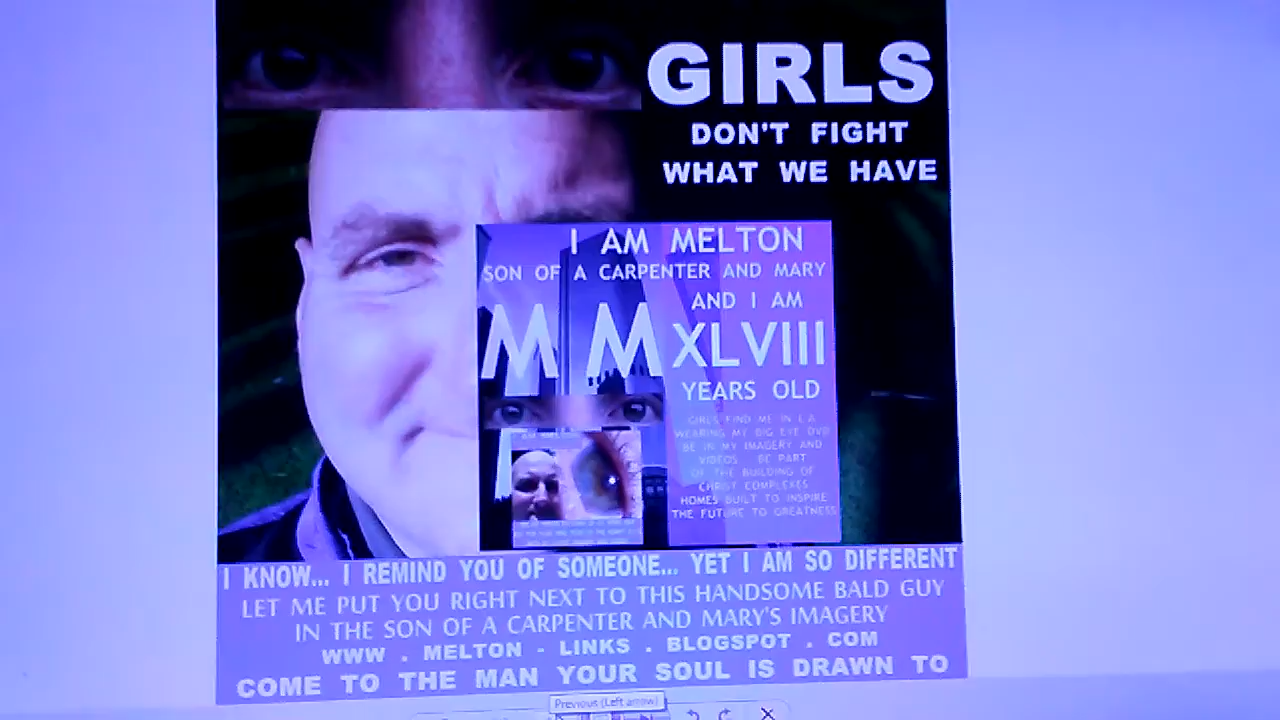 GIRLS
DON'T FIGHT
WHAT WE HAVE
I AM MELTON
SON OF A CARPENTER AND MARY
AND I AM
MMXLVIII
YEARS OLD
GIRLS FIND ME IN L.A.
WEARING MY BIG EYE DVD
BE IN MY IMAGERY AND
VIDEOS BE PART
OF THE BUILDING OF
CHRIST COMPLEXES
HOMES BUILT TO INSPIRE
THE FUTURE TO GREATNESS
I AM MELTON
I KNOW... I REMIND YOU OF SOMEONE... YET I AM SO DIFFERENT
LET ME PUT YOU RIGHT NEXT TO THIS HANDSOME BALD GUY
IN THE SON OF A CARPENTER AND MARY'S IMAGERY
WWW . MELTON - LINKS . BLOGSPOT . COM
COME TO THE MAN YOUR SOUL IS DRAWN TO
Previous (Left arrow)